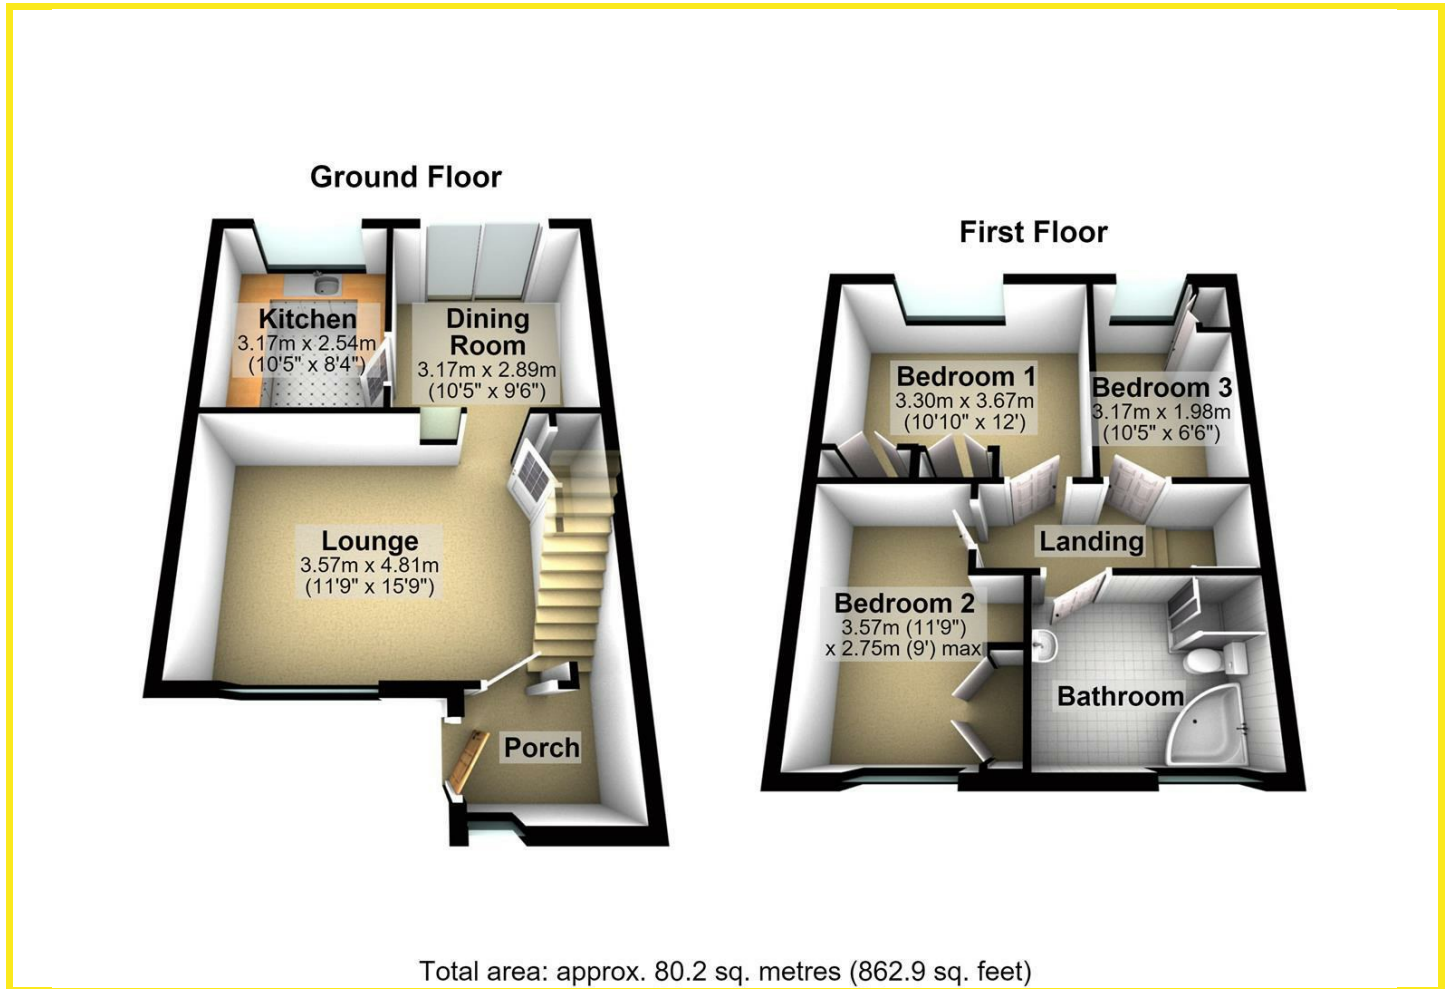 Ground Floor
Kitchen
3.17m x 2.54m
(10'5" x 8'4")
Dining
Room
3.17m x 2.89m
(10'5" x 9'6")
Lounge
3.57m x 4.81m
(11'9" x 15'9")
Porch
First Floor
Bedroom 1
3.30m x 3.67m
(10'10" x 12')
Bedroom 3
3.17m x 1.98m
(10'5" x 6'6")
Landing
Bedroom 2
3.57m (11'9")
x 2.75m (9') max
Bathroom
Total area: approx. 80.2 sq. metres (862.9 sq. feet)